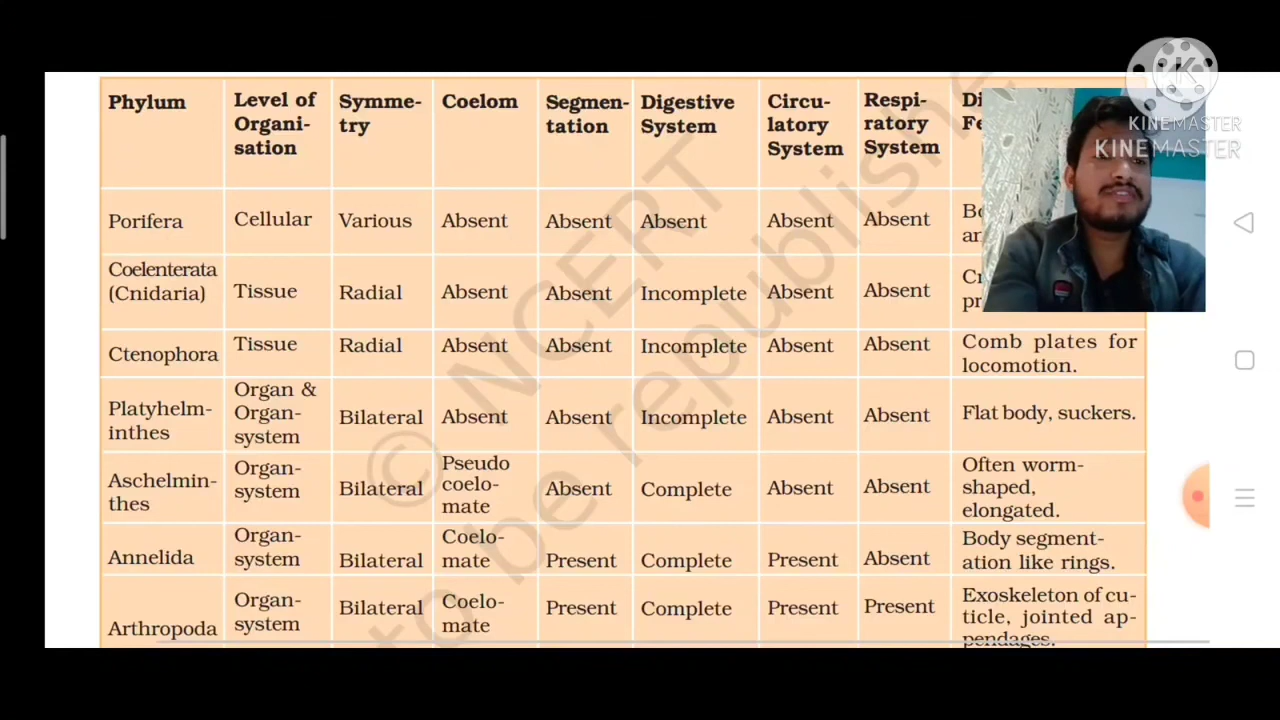 KINEMASTER
KINEMASTER
Phylum
Level of
Organi-
sation
Symme-
try
Coelom
Segmen-
tation
Digestive
System
Circu-
latory
System
Respi-
ratory
System
Porifera
Cellular
Various
Absent
Absent
Absent
Absent
Absent
Coelenterata
(Cnidaria)
Tissue
Radial
Absent
Absent
Incomplete
Absent
Absent
Ctenophora
Tissue
Radial
Absent
Absent
Incomplete
Absent
Absent
Comb plates for
locomotion.
Platyhelm-
inthes
Organ &
Organ-
system
Bilateral
Absent
Absent
Incomplete
Absent
Absent
Flat body, suckers.
Aschelmin-
thes
Organ-
system
Bilateral
Pseudo
coelo-
mate
Absent
Complete
Absent
Absent
Often worm-
shaped,
elongated.
Annelida
Organ-
system
Bilateral
Coelo-
mate
Present
Complete
Present
Absent
Body segment-
ation like rings.
Arthropoda
Organ-
system
Bilateral
Coelo-
mate
Present
Complete
Present
Present
Exoskeleton of cu-
ticle, jointed ap-
pendages.
© NCERT
to be republishe